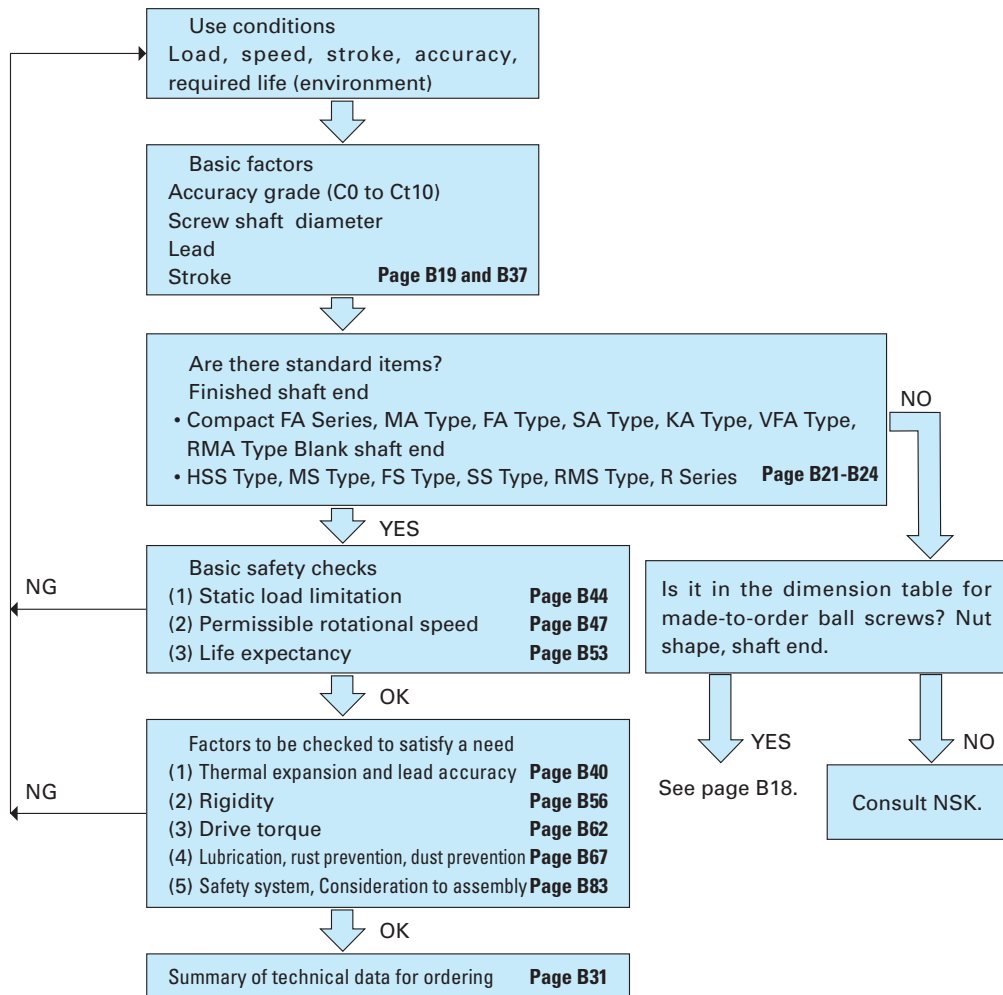 Use conditions
Load, speed, stroke, accuracy,
required life (environment)
Basic factors
Accuracy grade (C0 to Ct10)
Screw shaft diameter
Lead
Stroke Page B19 and B37
Are there standard items?
Finished shaft end
• Compact FA Series, MA Type, FA Type, SA Type, KA Type, VFA Type,
RMA Type Blank shaft end
• HSS Type, MS Type, FS Type, SS Type, RMS Type, R Series Page B21-B24
NO
YES
Basic safety checks
(1) Static load limitation Page B44
(2) Permissible rotational speed Page B47
(3) Life expectancy Page B53
NG
Is it in the dimension table for
made-to-order ball screws? Nut
shape, shaft end.
OK
YES
See page B18.
NO
Consult NSK.
Factors to be checked to satisfy a need
(1) Thermal expansion and lead accuracy Page B40
(2) Rigidity Page B56
(3) Drive torque Page B62
(4) Lubrication, rust prevention, dust prevention Page B67
(5) Safety system, Consideration to assembly Page B83
NG
OK
Summary of technical data for ordering Page B31